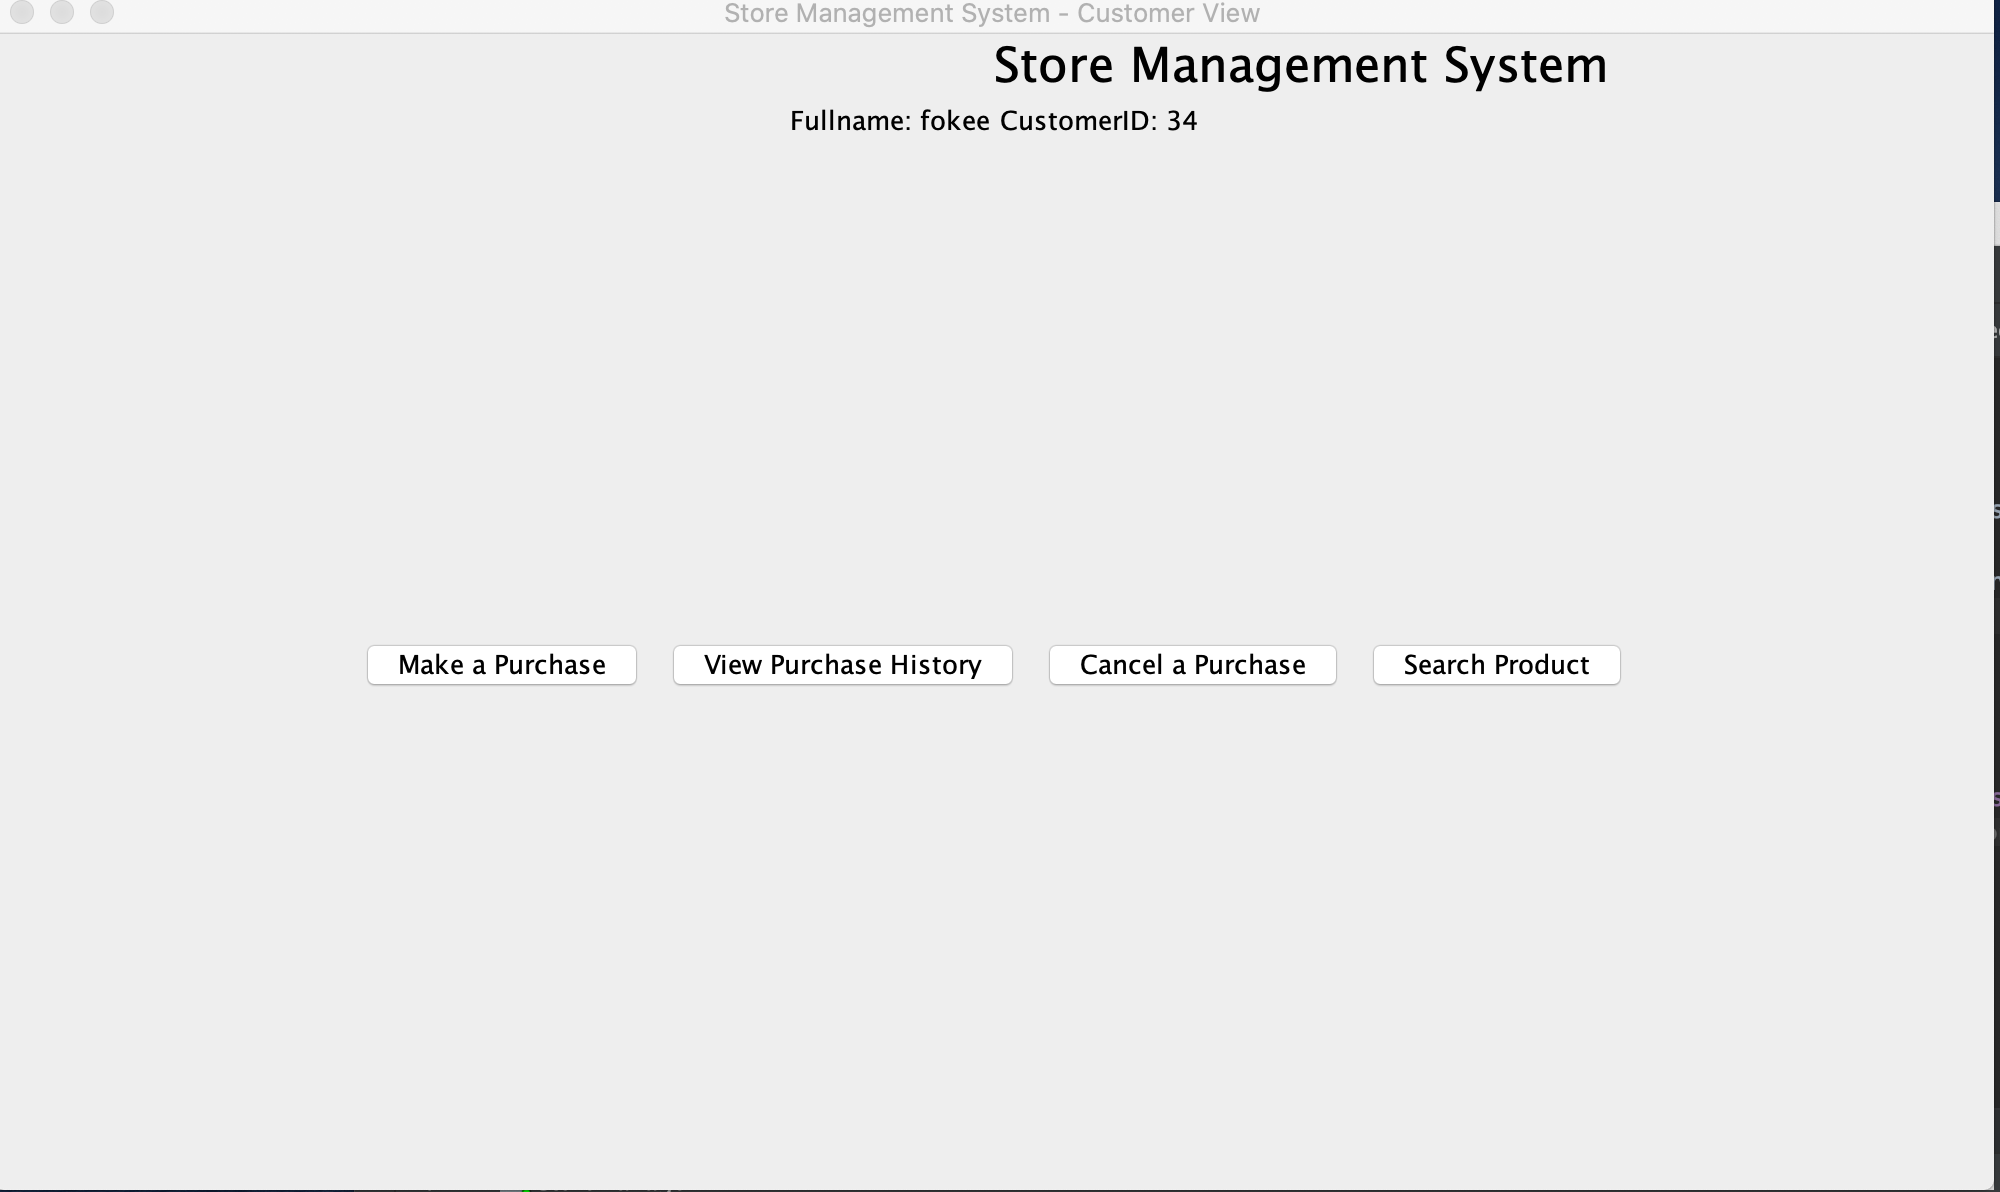 Store Management System - Customer View
Store Management System
Fullname: fokee CustomerID: 34
Make a Purchase
View Purchase History
Cancel a Purchase
Search Product